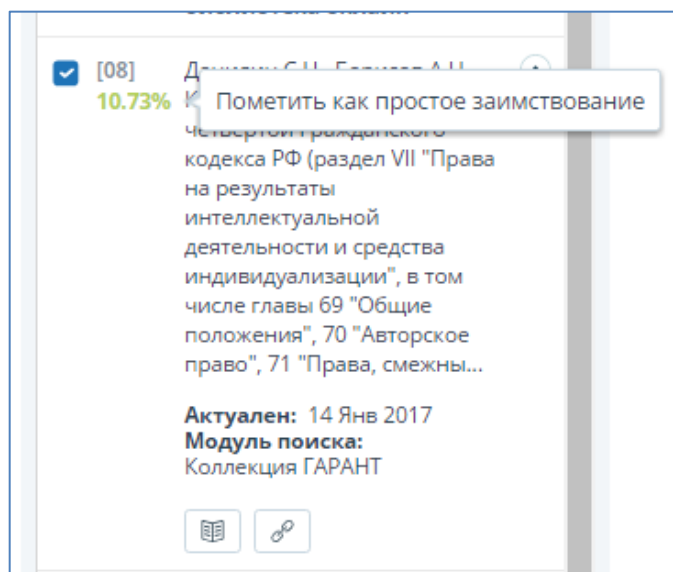 [08]
10.73%
Пометить как простое заимствование
кодекса РФ (раздел VII "Права
на результаты
интеллектуальной
деятельности и средства
индивидуализации", в том
числе главы 69 "Общие
положения", 70 "Авторское
право", 71 "Права, смежны...
Актуален: 14 Янв 2017
Модуль поиска:
Коллекция ГАРАНТ